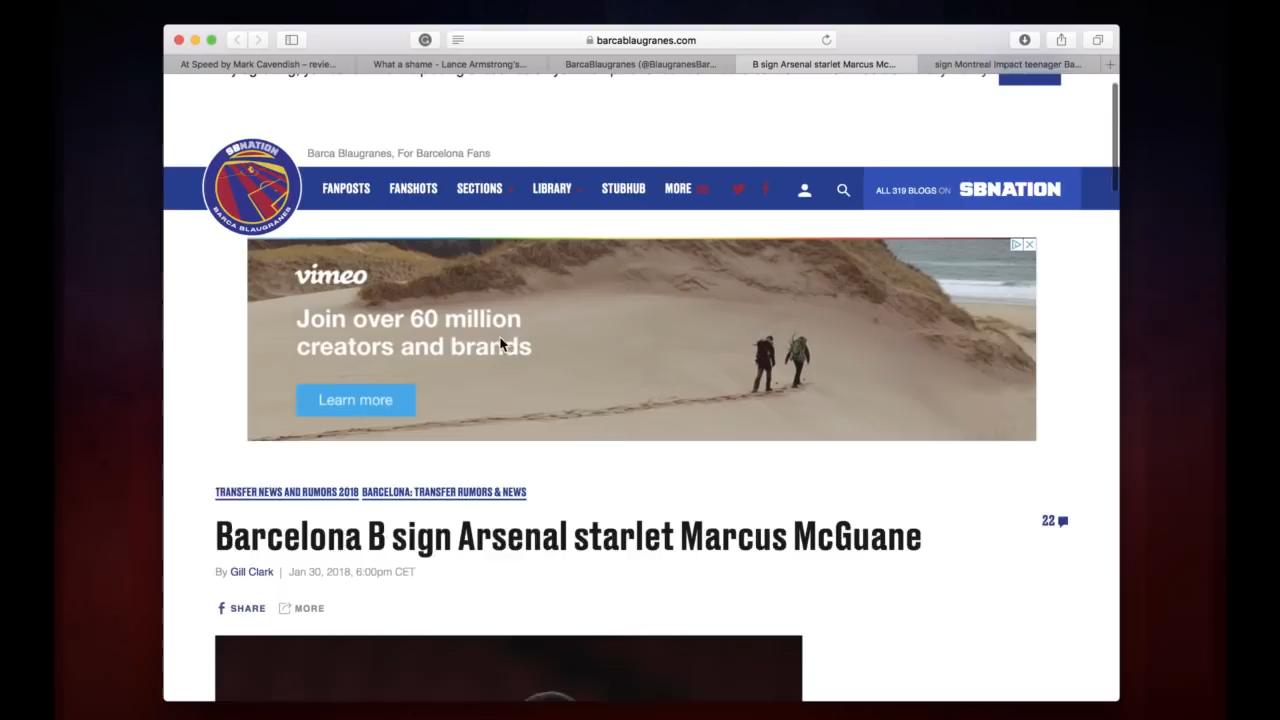 barcablaugranes.com
At Speed by Mark Cavendish – revie...
What a shame - Lance Armstrong's...
BarcaBlaugranes (@BlaugranesBar...
B sign Arsenal starlet Marcus Mc...
sign Montreal Impact teenager Ba...
SBNATION
BARCA BLAUGRANES
Barca Blaugranes, For Barcelona Fans
FANPOSTS FANSHOTS SECTIONS LIBRARY STUBHUB MORE
ALL 319 BLOGS ON SBNATION
vimeo
Join over 60 million
creators and brands
Learn more
TRANSFER NEWS AND RUMORS 2018 BARCELONA: TRANSFER RUMORS & NEWS
Barcelona B sign Arsenal starlet Marcus McGuane
22
By Gill Clark | Jan 30, 2018, 6:00pm CET
SHARE MORE